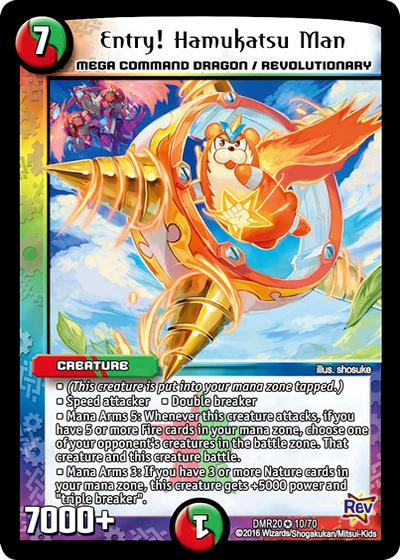 7
Entry! Hamukatsu Man
MEGA COMMAND DRAGON / REVOLUTIONARY
illus. shosuke
CREATURE
▪ (This creature is put into your mana zone tapped.)
▪ Speed attacker ▪ Double breaker
▪ Mana Arms 5: Whenever this creature attacks, if you
have 5 or more Fire cards in your mana zone, choose one
of your opponent's creatures in the battle zone. That
creature and this creature battle.
▪ Mana Arms 3: If you have 3 or more Nature cards in
your mana zone, this creature gets +5000 power and
"triple breaker".
Rev
7000+
1
DMR20 ✪ 10/70
©2016 Wizards/Shogakukan/Mitsui-Kids